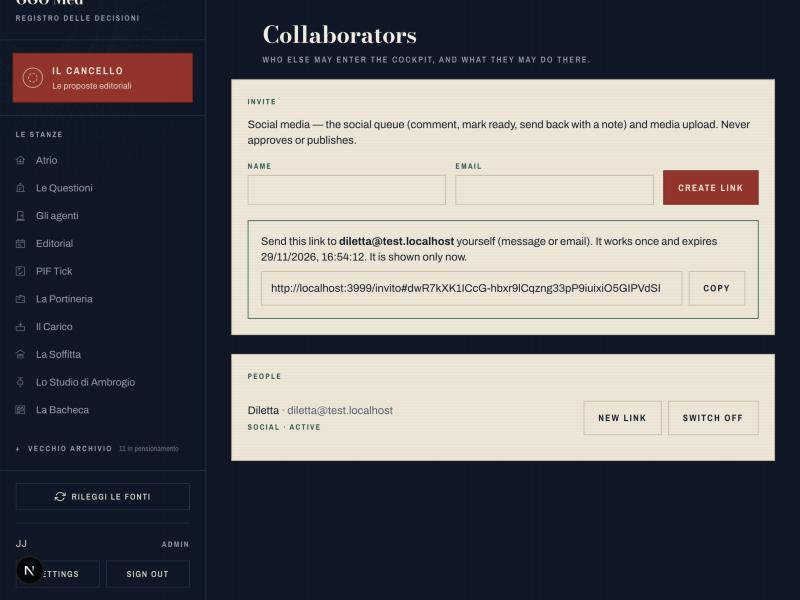 OGO Med
REGISTRO DELLE DECISIONI
IL CANCELLO
Le proposte editoriali
LE STANZE
Atrio
Le Questioni
Gli agenti
Editorial
PIF Tick
La Portineria
Il Carico
La Soffitta
Lo Studio di Ambrogio
La Bacheca
+ VECCHIO ARCHIVIO 11 in pensionamento
RILEGGI LE FONTI
JJ ADMIN
N ETTINGS SIGN OUT
Collaborators
WHO ELSE MAY ENTER THE COCKPIT, AND WHAT THEY MAY DO THERE.
INVITE
Social media — the social queue (comment, mark ready, send back with a note) and media upload. Never
approves or publishes.
NAME EMAIL
CREATE LINK
Send this link to diletta@test.localhost yourself (message or email). It works once and expires
29/11/2026, 16:54:12. It is shown only now.
http://localhost:3999/invito#dwR7kXK1ICcG-hbxr9lCqzng33pP9iuixiO5GIPVdSI COPY
PEOPLE
Diletta · diletta@test.localhost
SOCIAL · ACTIVE
NEW LINK SWITCH OFF